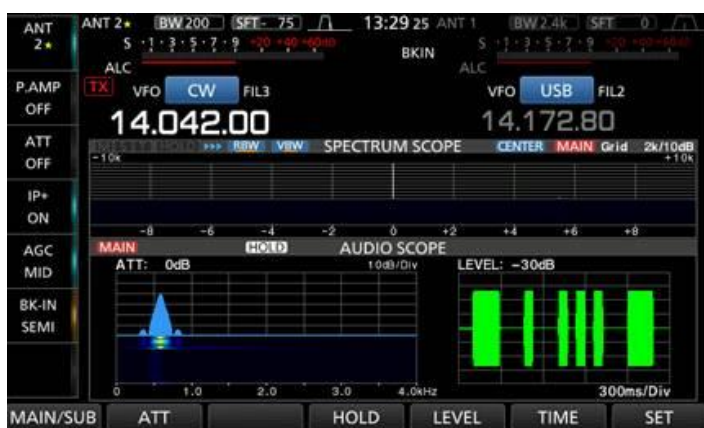 ANT 2★
ANT 2★ BW 200 SFT - 75 13:29 25 ANT 1 BW 2.4k SFT 0
S ·1·3·5·7·9 +20 +40 +60dB
BKIN
S ·1·3·5·7·9 +20 +40 +60dB
ALC
ALC
P.AMP OFF
TX VFO CW FIL3
VFO USB FIL2
14.042.00
14.172.80
ATT OFF
HOLD ▸▸▸ RBW VBW SPECTRUM SCOPE CENTER MAIN Grid 2k/10dB
-10k +10k
IP+ ON
-8 -6 -4 -2 0 +2 +4 +6 +8
AGC MID
MAIN HOLD AUDIO SCOPE
ATT: 0dB 10dB/Div LEVEL: -30dB
BK-IN SEMI
0 1.0 2.0 3.0 4.0kHz 300ms/Div
MAIN/SUB ATT HOLD LEVEL TIME SET